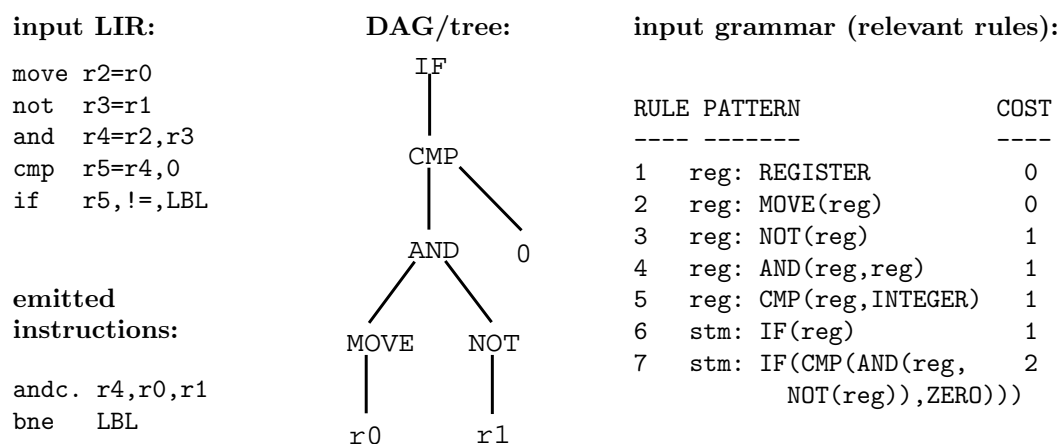 input LIR:
move r2=r0
not r3=r1
and r4=r2,r3
cmp r5=r4,0
if r5,!=,LBL
emitted
instructions:
andc. r4,r0,r1
bne LBL
DAG/tree:
IF
CMP
AND 0
MOVE NOT
r0 r1
input grammar (relevant rules):
RULE PATTERN COST
---- ------- ----
1 reg: REGISTER 0
2 reg: MOVE(reg) 0
3 reg: NOT(reg) 1
4 reg: AND(reg,reg) 1
5 reg: CMP(reg,INTEGER) 1
6 stm: IF(reg) 1
7 stm: IF(CMP(AND(reg, 2
NOT(reg)),ZERO)))